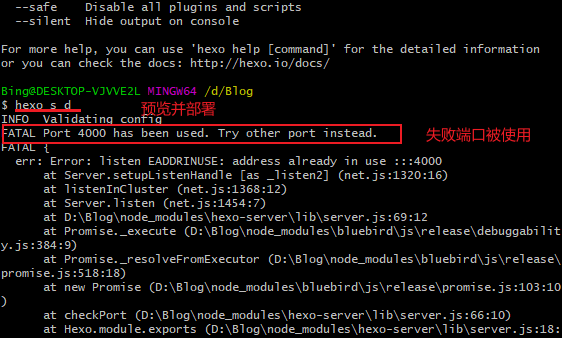 --safe    Disable all plugins and scripts
--silent  Hide output on console
For more help, you can use 'hexo help [command]' for the detailed information
or you can check the docs: http://hexo.io/docs/
Bing@DESKTOP-VJVVE2L MINGW64 /d/Blog
$ hexo s d 预览并部署
INFO  Validating config
FATAL Port 4000 has been used. Try other port instead. 失败端口被使用
FATAL {
err: Error: listen EADDRINUSE: address already in use :::4000
at Server.setupListenHandle [as _listen2] (net.js:1320:16)
at listenInCluster (net.js:1368:12)
at Server.listen (net.js:1454:7)
at D:\Blog\node_modules\hexo-server\lib\server.js:69:12
at Promise._execute (D:\Blog\node_modules\bluebird\js\release\debuggabilit
y.js:384:9)
at Promise._resolveFromExecutor (D:\Blog\node_modules\bluebird\js\release\
promise.js:518:18)
at new Promise (D:\Blog\node_modules\bluebird\js\release\promise.js:103:10
)
at checkPort (D:\Blog\node_modules\hexo-server\lib\server.js:66:10)
at Hexo.module.exports (D:\Blog\node_modules\hexo-server\lib\server.js:18: